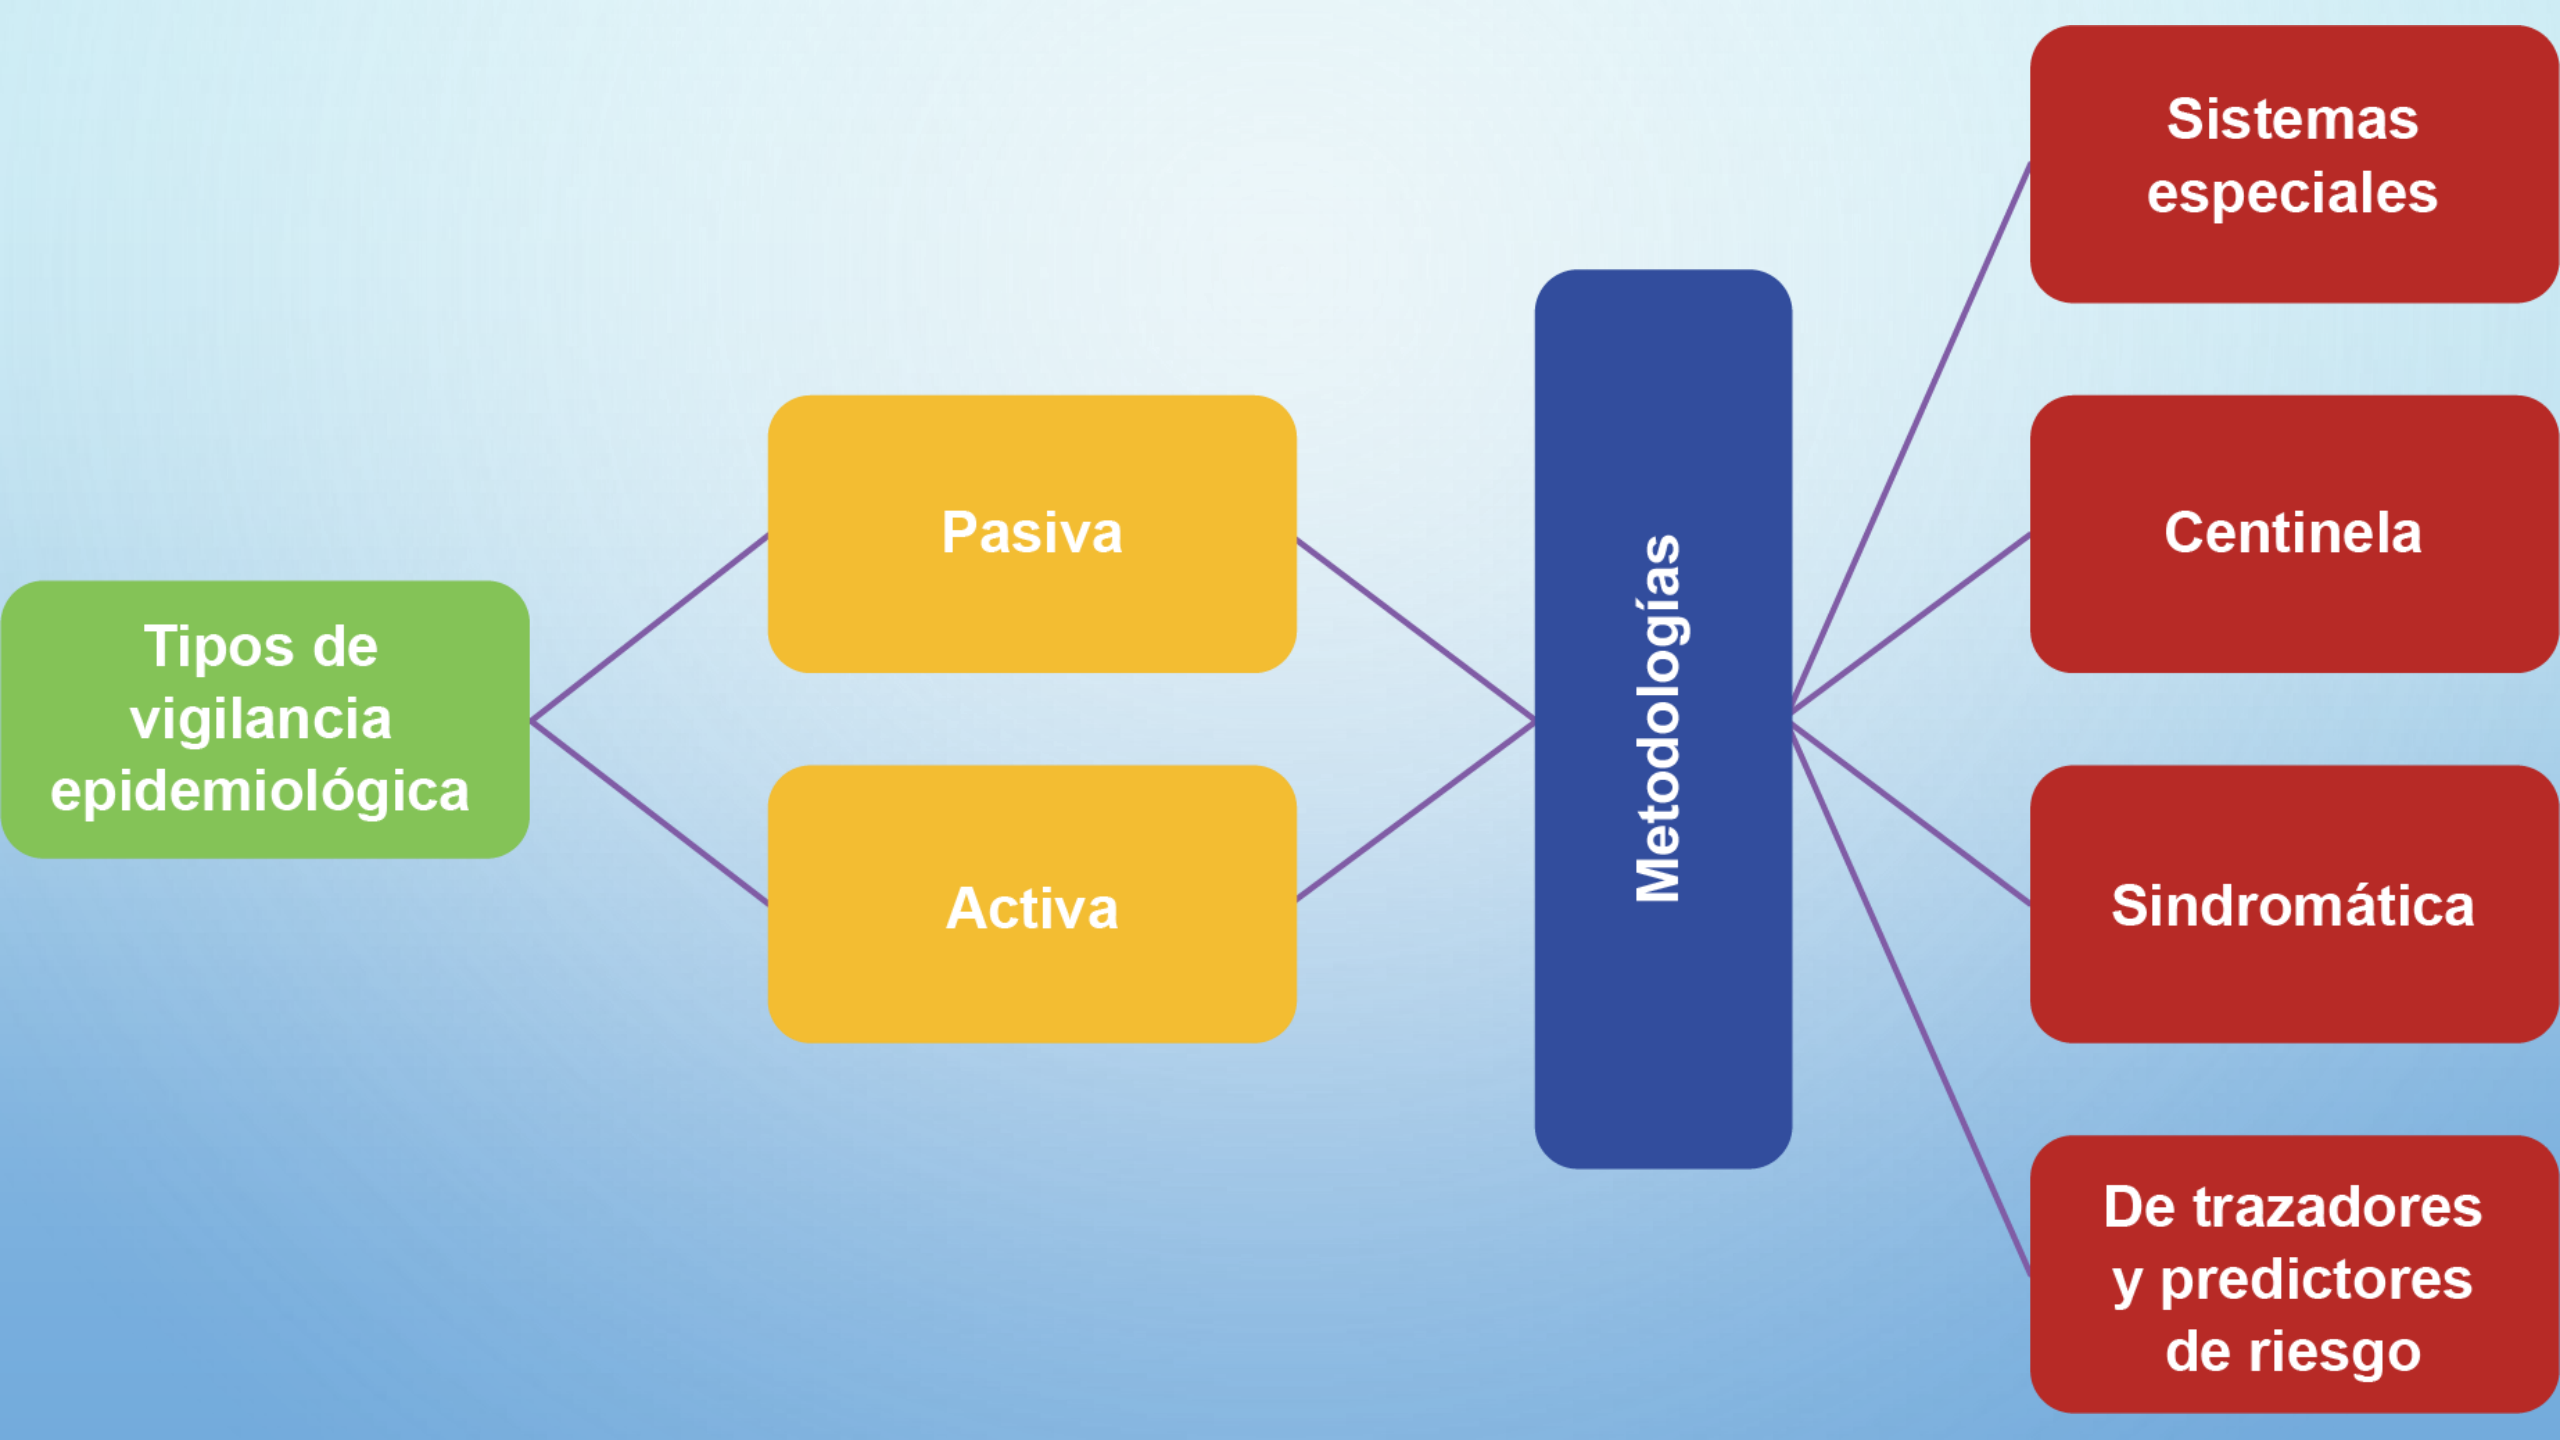 Tipos de
vigilancia
epidemiológica
Pasiva
Activa
Metodologías
Sistemas
especiales
Centinela
Sindromática
De trazadores
y predictores
de riesgo